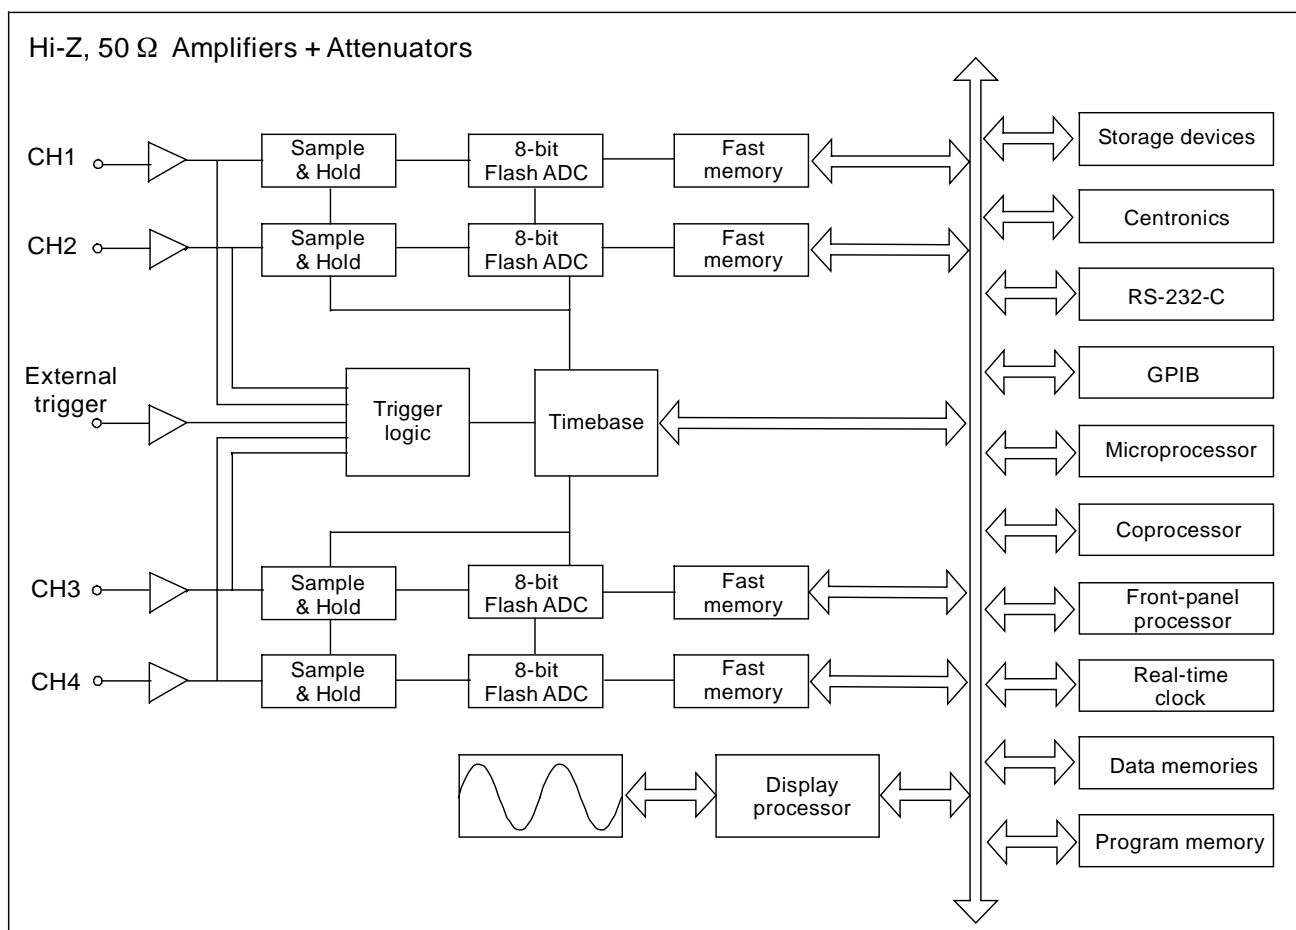 Hi-Z, 50 Ω Amplifiers + Attenuators
CH1
Sample
& Hold
8-bit
Flash ADC
Fast
memory
Storage devices
CH2
Sample
& Hold
8-bit
Flash ADC
Fast
memory
Centronics
RS-232-C
External
trigger
Trigger
logic
Timebase
GPIB
Microprocessor
Coprocessor
CH3
Sample
& Hold
8-bit
Flash ADC
Fast
memory
Front-panel
processor
CH4
Sample
& Hold
8-bit
Flash ADC
Fast
memory
Real-time
clock
Display
processor
Data memories
Program memory